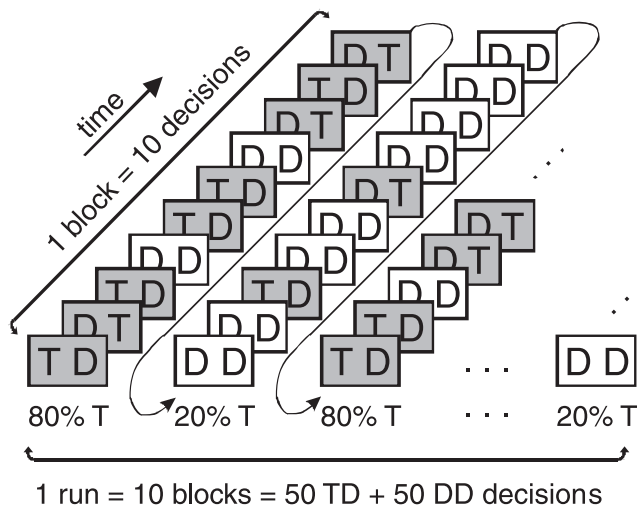 time
1 block = 10 decisions
D T D D
T D D D
D T D D
D D D D
T D D T
T D D D D T
D D D D D T
T D T D D D
D T D D T D
T D D D T D . . . D D
80% T 20% T 80% T . . . 20% T
1 run = 10 blocks = 50 TD + 50 DD decisions